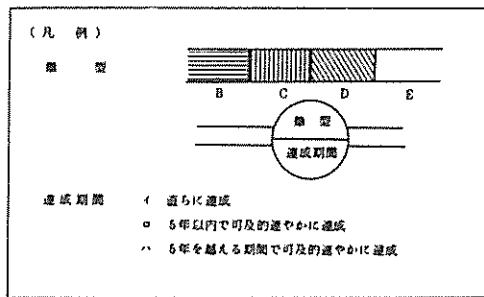 (凡 例)
類 型
B C D E
類 型
達成期間
達成期間 イ 直ちに達成
ロ 5年以内で可及的速やかに達成
ハ 5年を越える期間で可及的速やかに達成